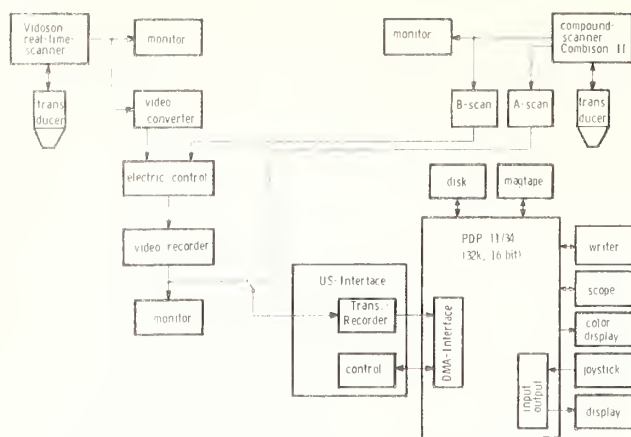 Vidoson
real-time-
scanner
monitor
trans
ducer
video
converter
electric control
video recorder
monitor
monitor
compound-
scanner
Combison II
B-scan
A-scan
trans
ducer
disk
magtape
PDP 11/34
(32k, 16 bit)
US-Interface
Trans.-
Recorder
control
DMA-Interface
input
output
writer
scope
color
display
joystick
display